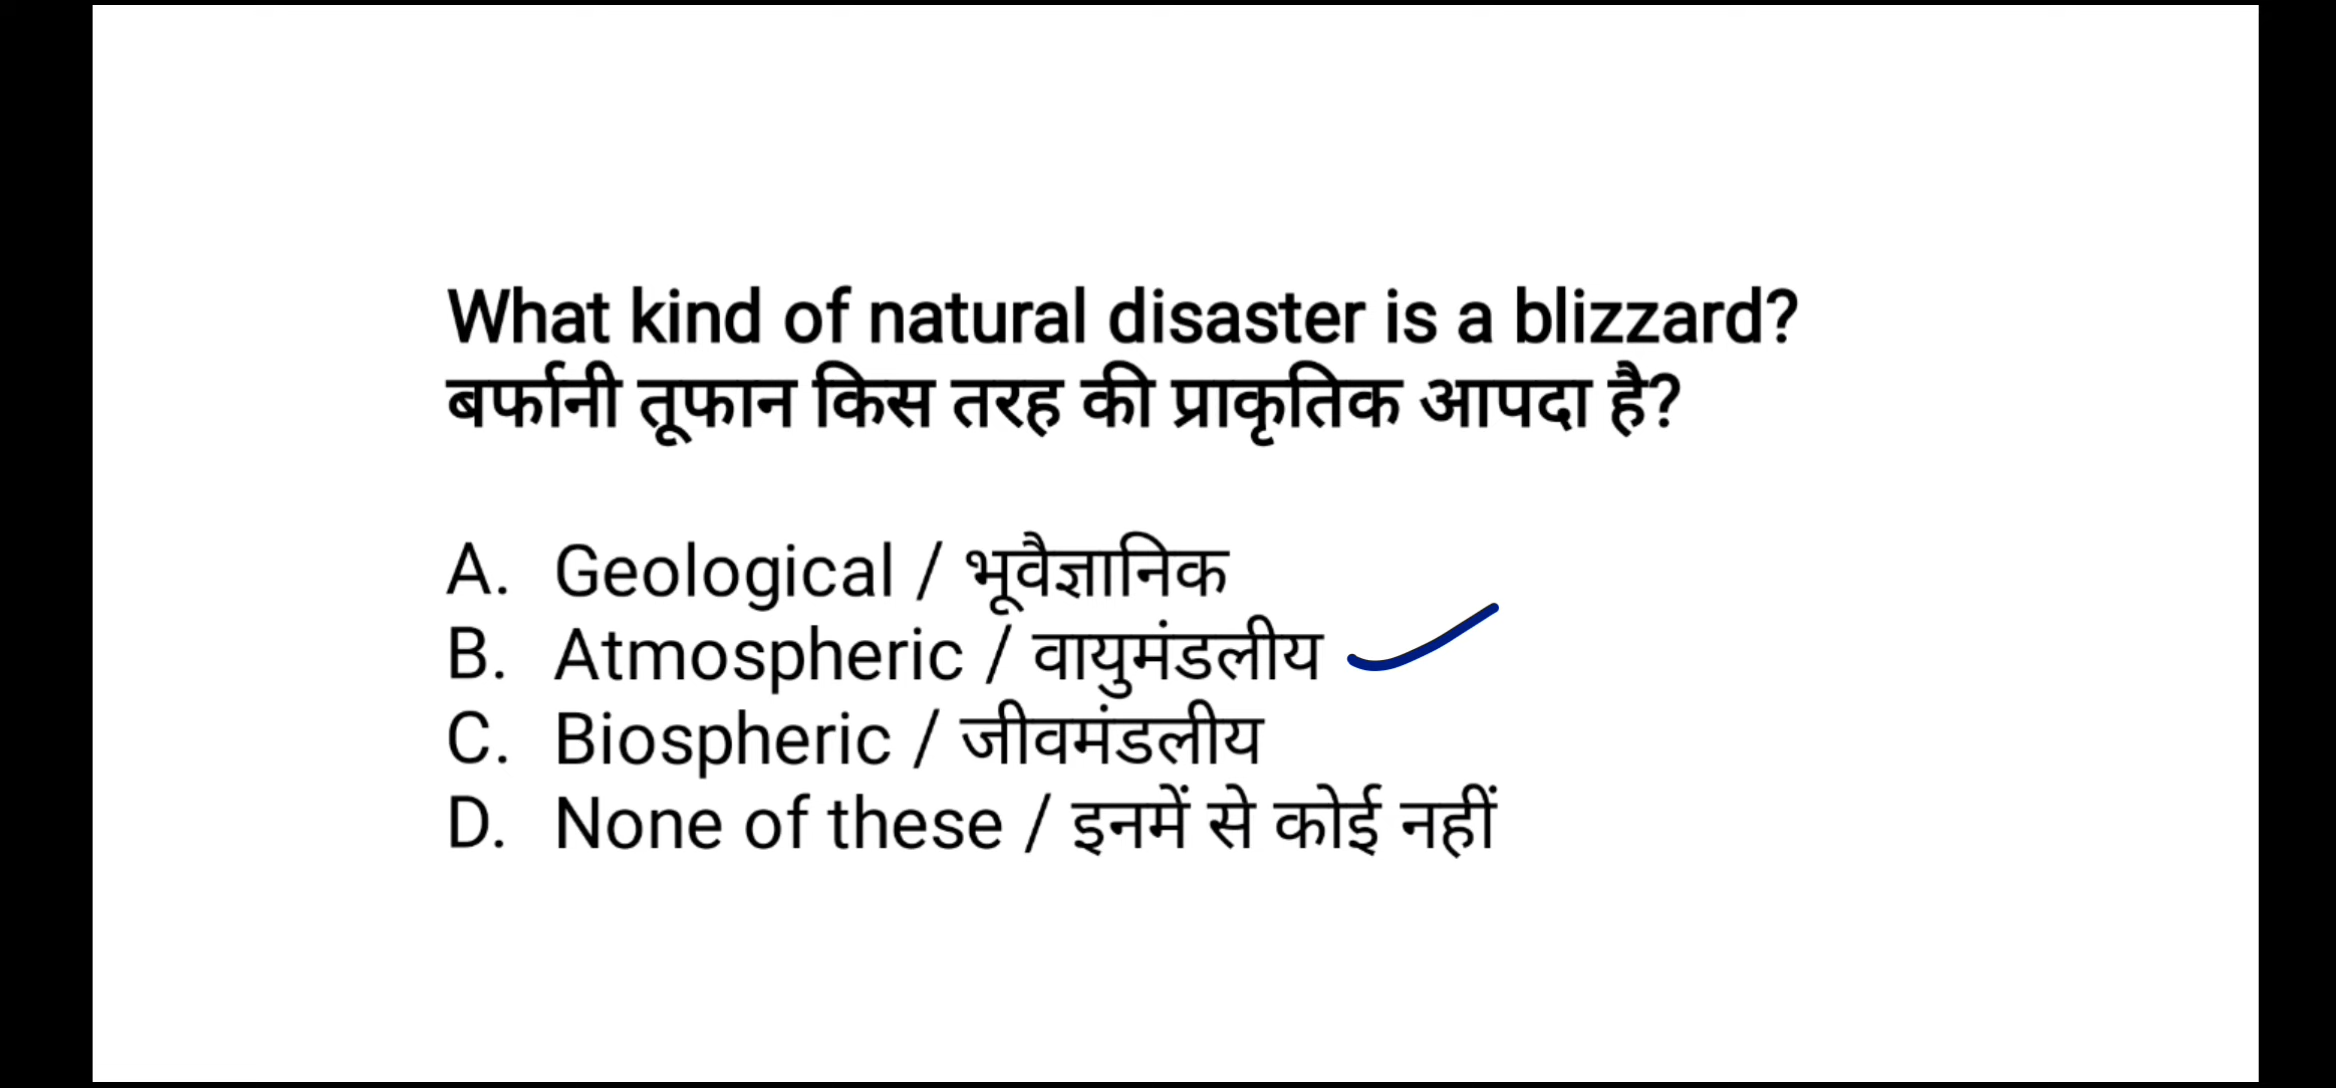 What kind of natural disaster is a blizzard?
बर्फानी तूफान किस तरह की प्राकृतिक आपदा है?
A. Geological / भूवैज्ञानिक
B. Atmospheric / वायुमंडलीय
C. Biospheric / जीवमंडलीय
D. None of these / इनमें से कोई नहीं